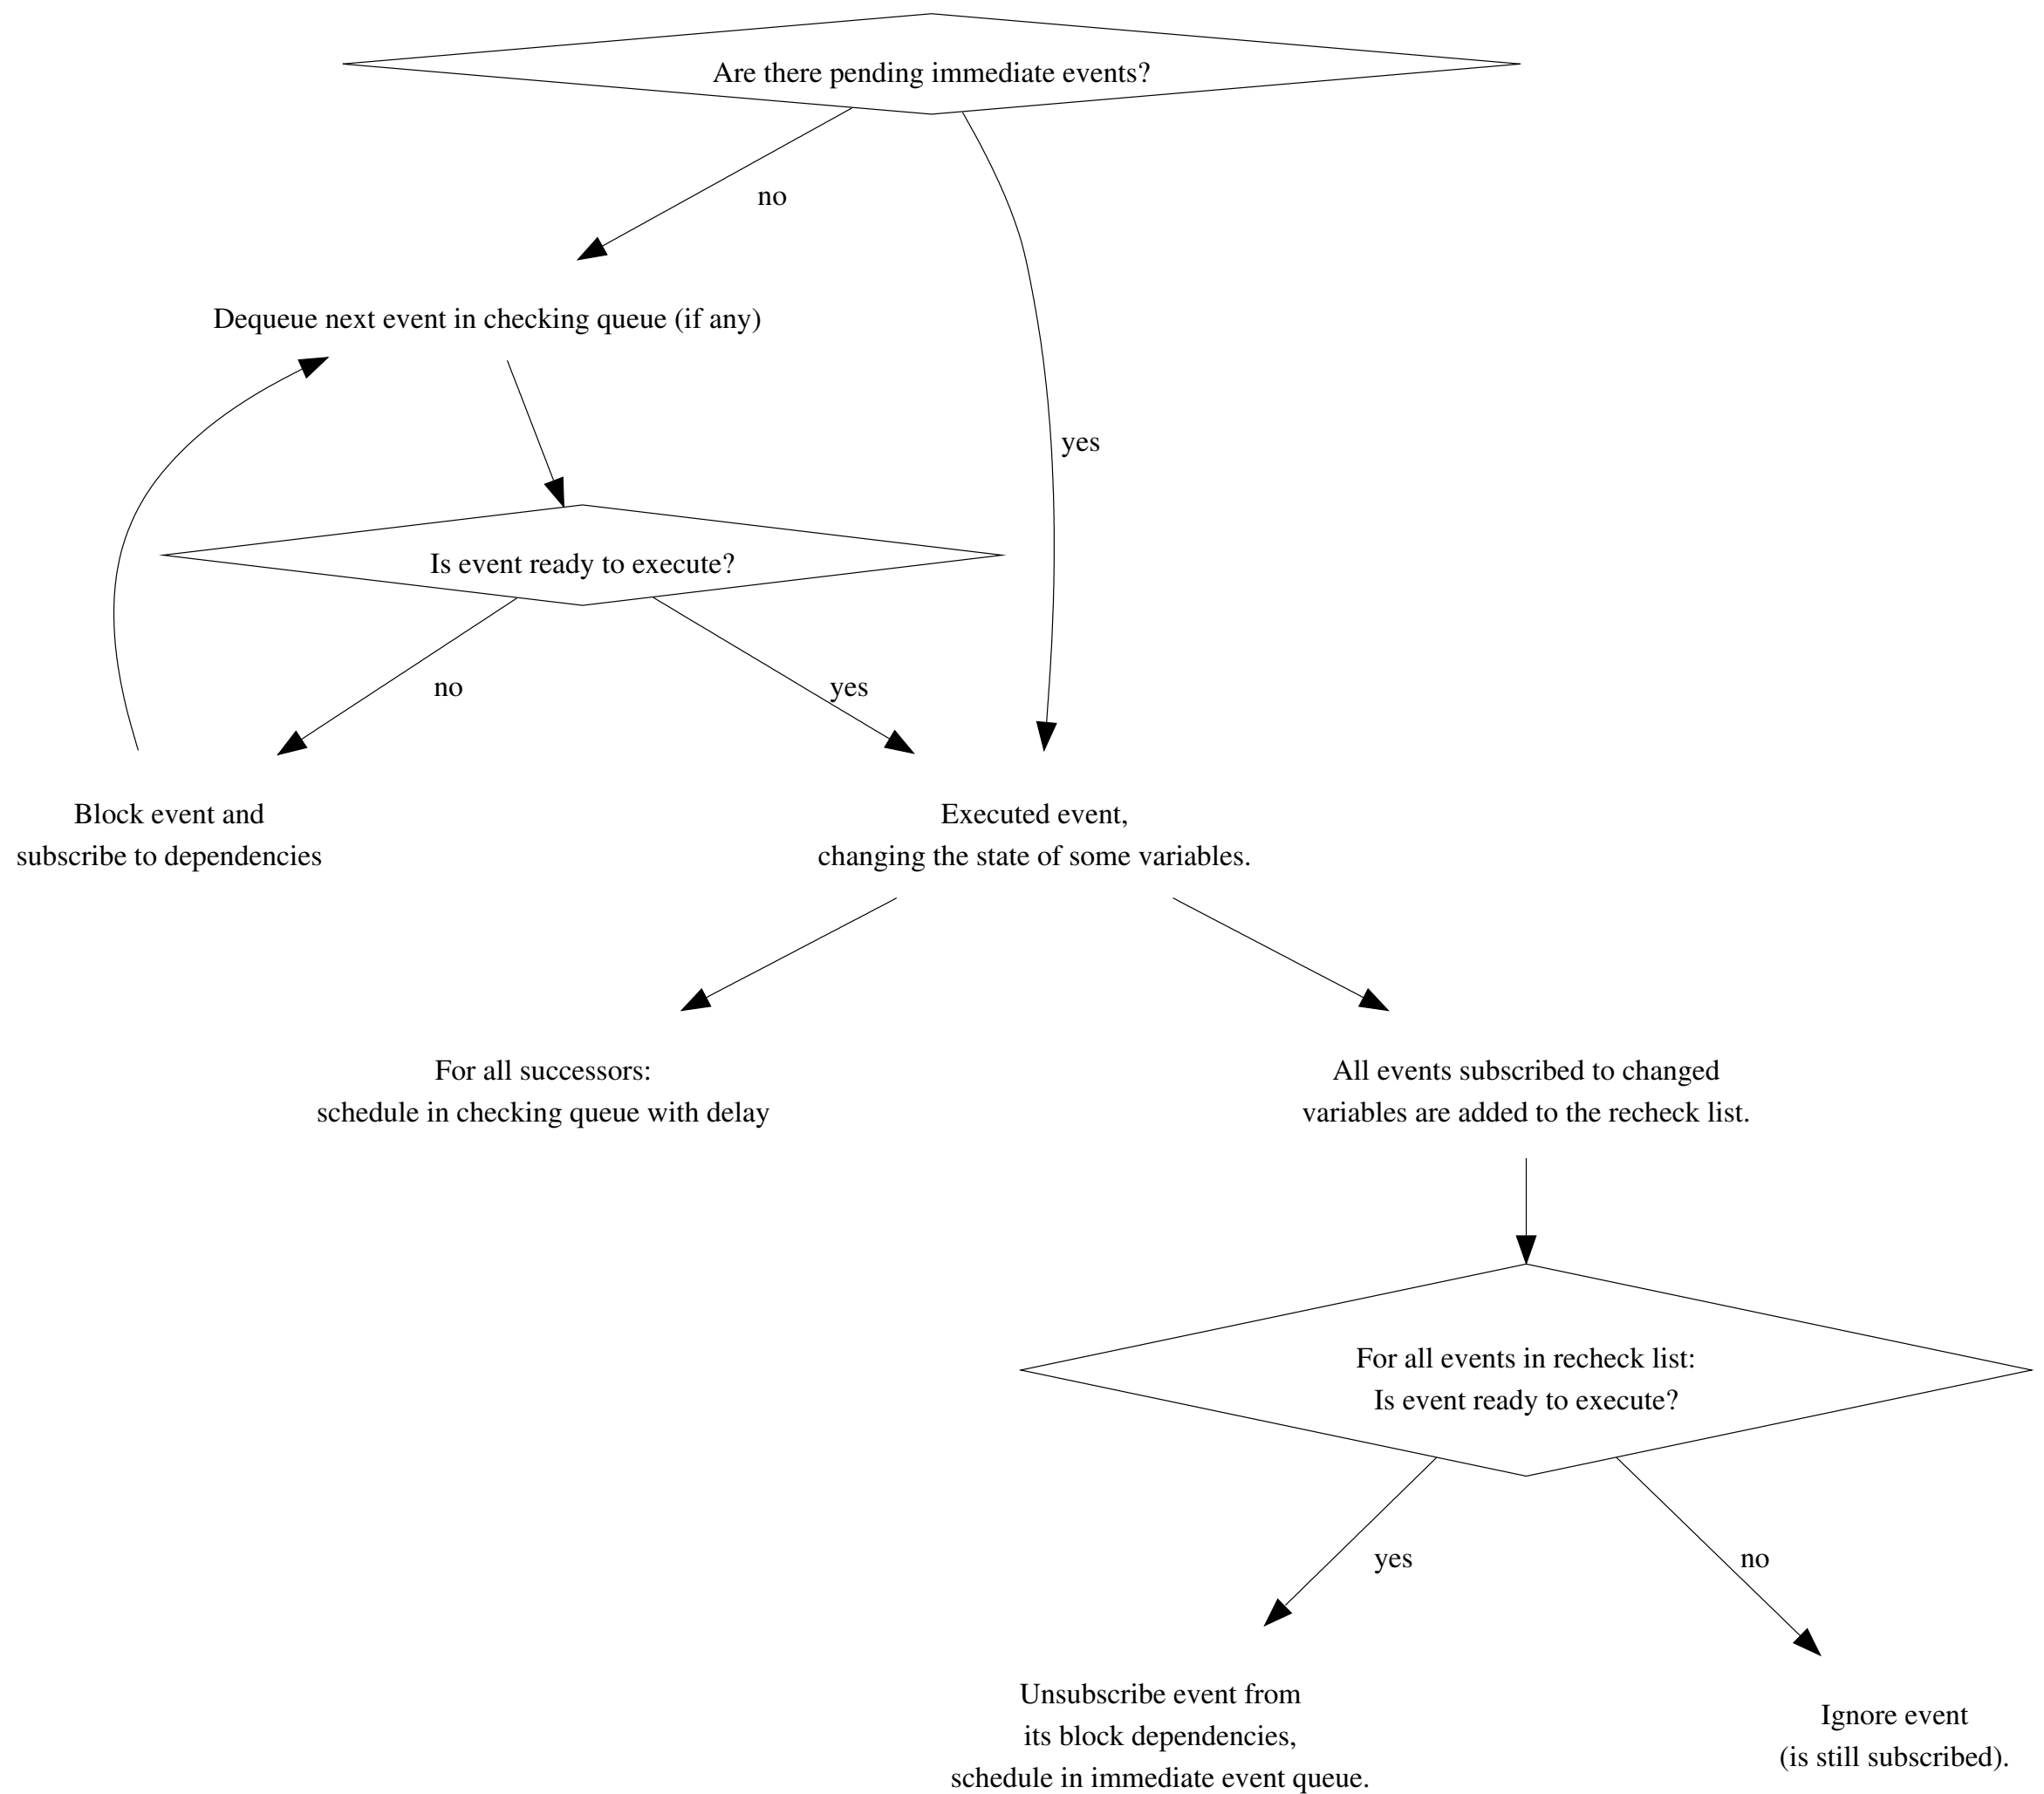 Are there pending immediate events?
no
Dequeue next event in checking queue (if any)
yes
Is event ready to execute?
no
yes
Block event and
subscribe to dependencies
Executed event,
changing the state of some variables.
For all successors:
schedule in checking queue with delay
All events subscribed to changed
variables are added to the recheck list.
For all events in recheck list:
Is event ready to execute?
yes
no
Unsubscribe event from
its block dependencies,
schedule in immediate event queue.
Ignore event
(is still subscribed).